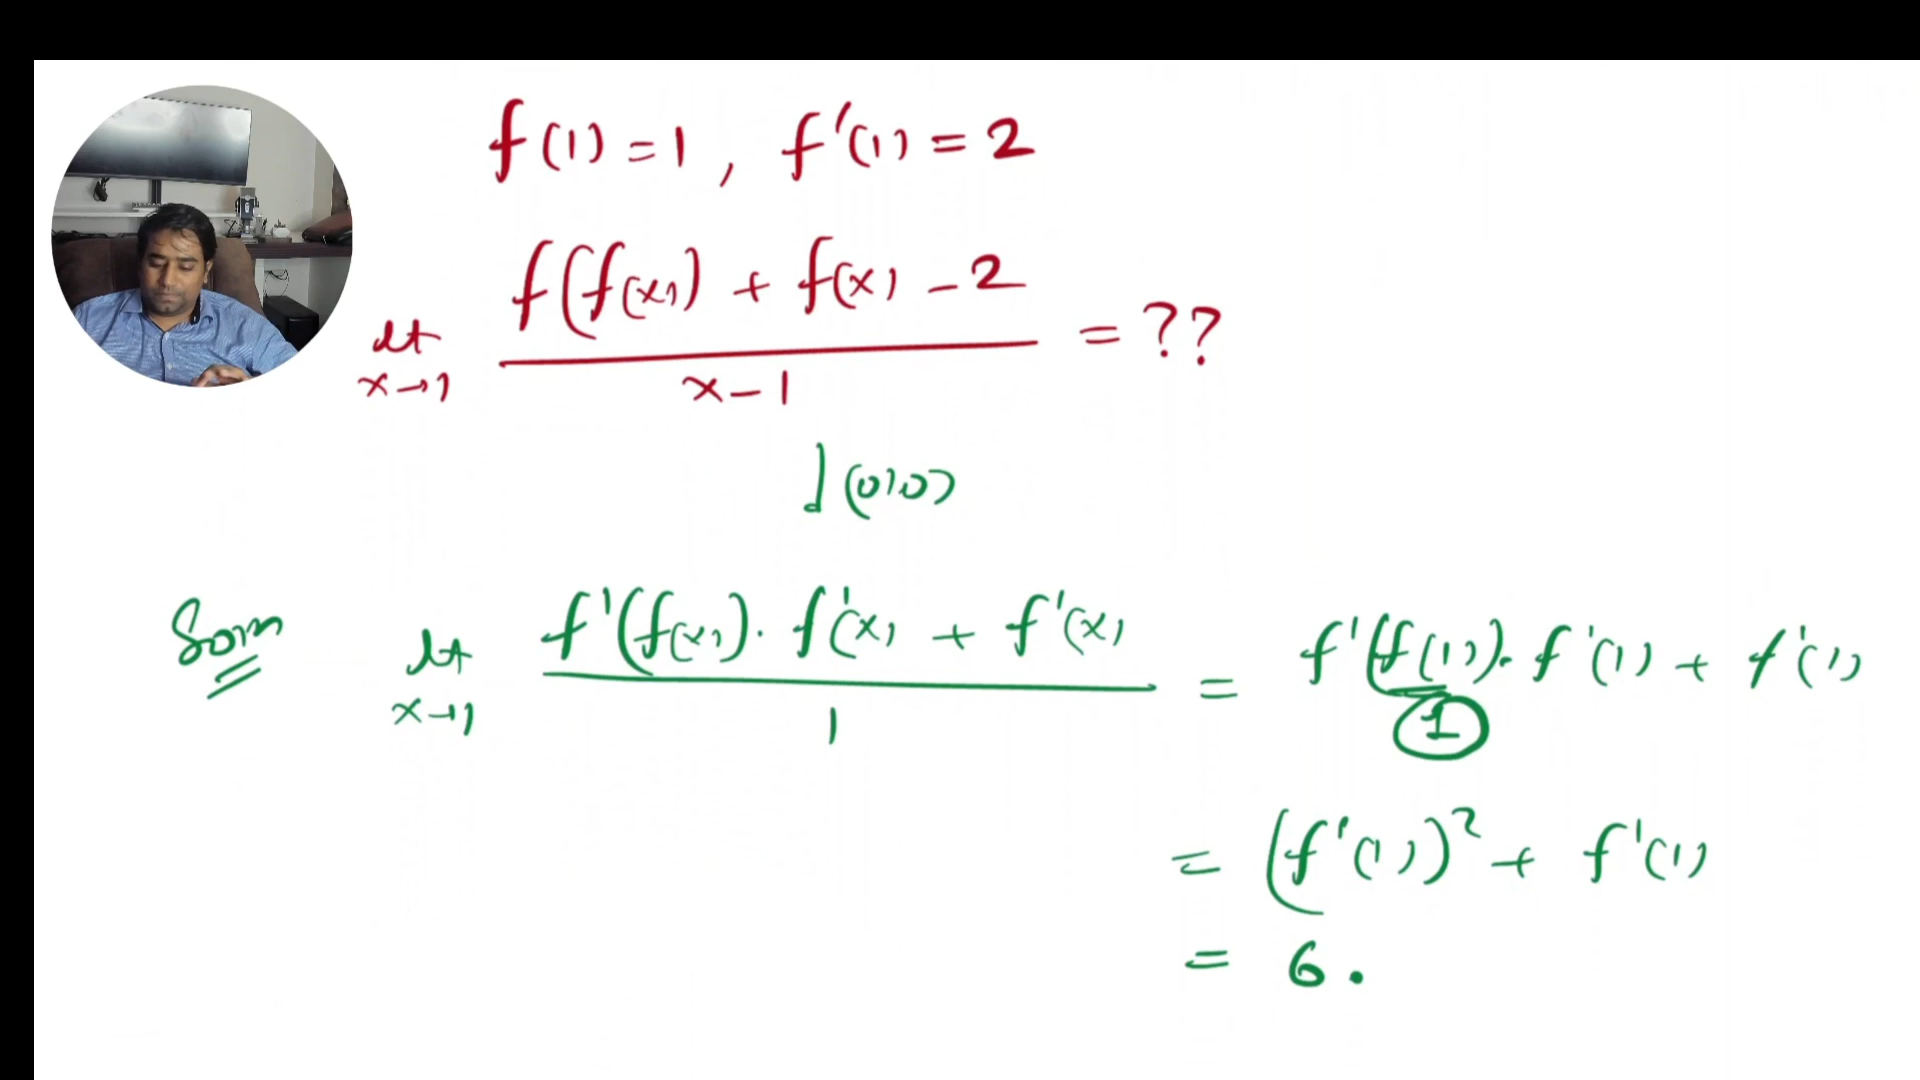 f(1) = 1 , f'(1) = 2
lt x→1 (f(f(x)) + f(x) - 2) / (x - 1) = ??
(0/0)
Soln lt x→1 (f'(f(x)) · f'(x) + f'(x)) / 1 = f'(f(1)) · f'(1) + f'(1)
1
= (f'(1))² + f'(1)
= 6.